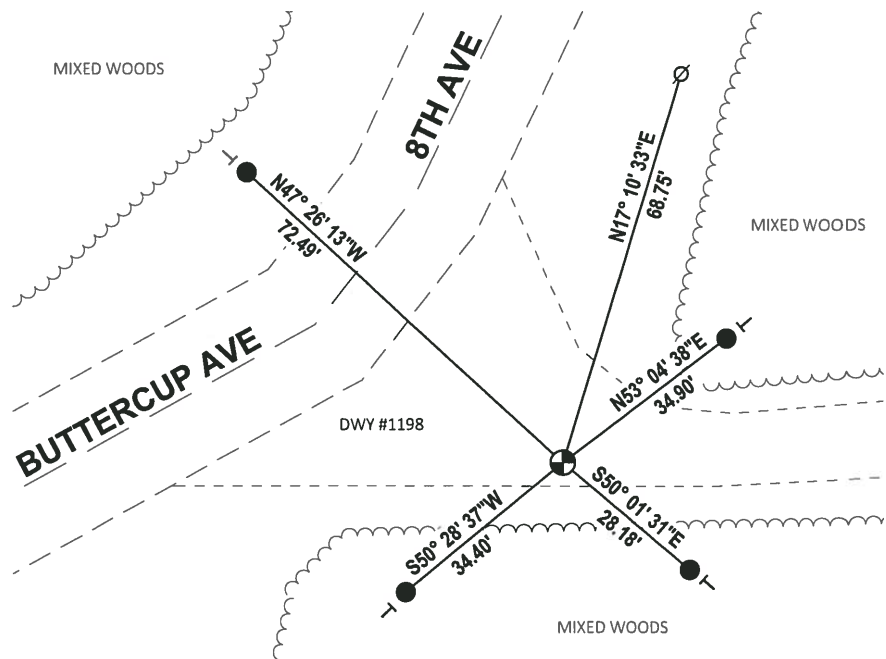 MIXED WOODS
8TH AVE
N47° 26' 13"W
72.49'
N17° 10' 33"E
68.75'
MIXED WOODS
BUTTERCUP AVE
N53° 04' 38"E
34.90'
DWY #1198
S50° 28' 37"W
34.40'
S50° 01' 31"E
28.18'
MIXED WOODS